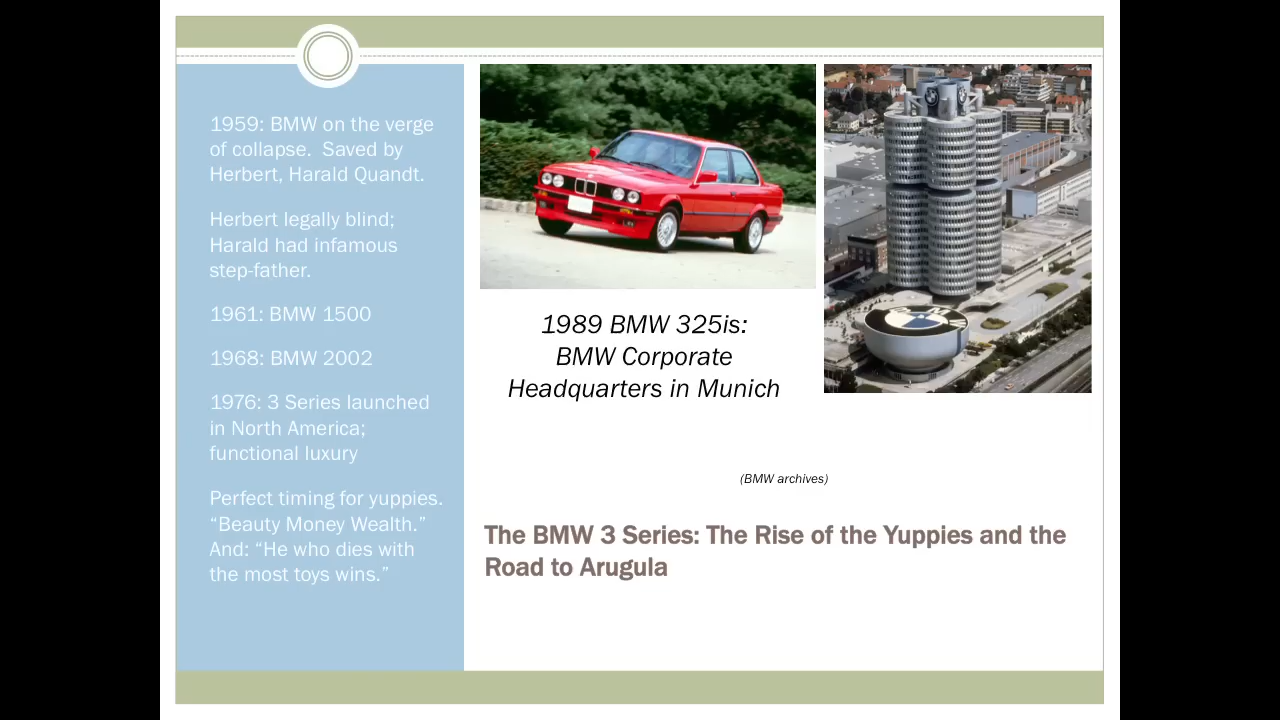 1959: BMW on the verge
of collapse.  Saved by
Herbert, Harald Quandt.
Herbert legally blind;
Harald had infamous
step-father.
1961: BMW 1500
1968: BMW 2002
1976: 3 Series launched
in North America;
functional luxury
Perfect timing for yuppies.
“Beauty Money Wealth.”
And: “He who dies with
the most toys wins.”
1989 BMW 325is:
BMW Corporate
Headquarters in Munich
BMW
(BMW archives)
The BMW 3 Series: The Rise of the Yuppies and the
Road to Arugula